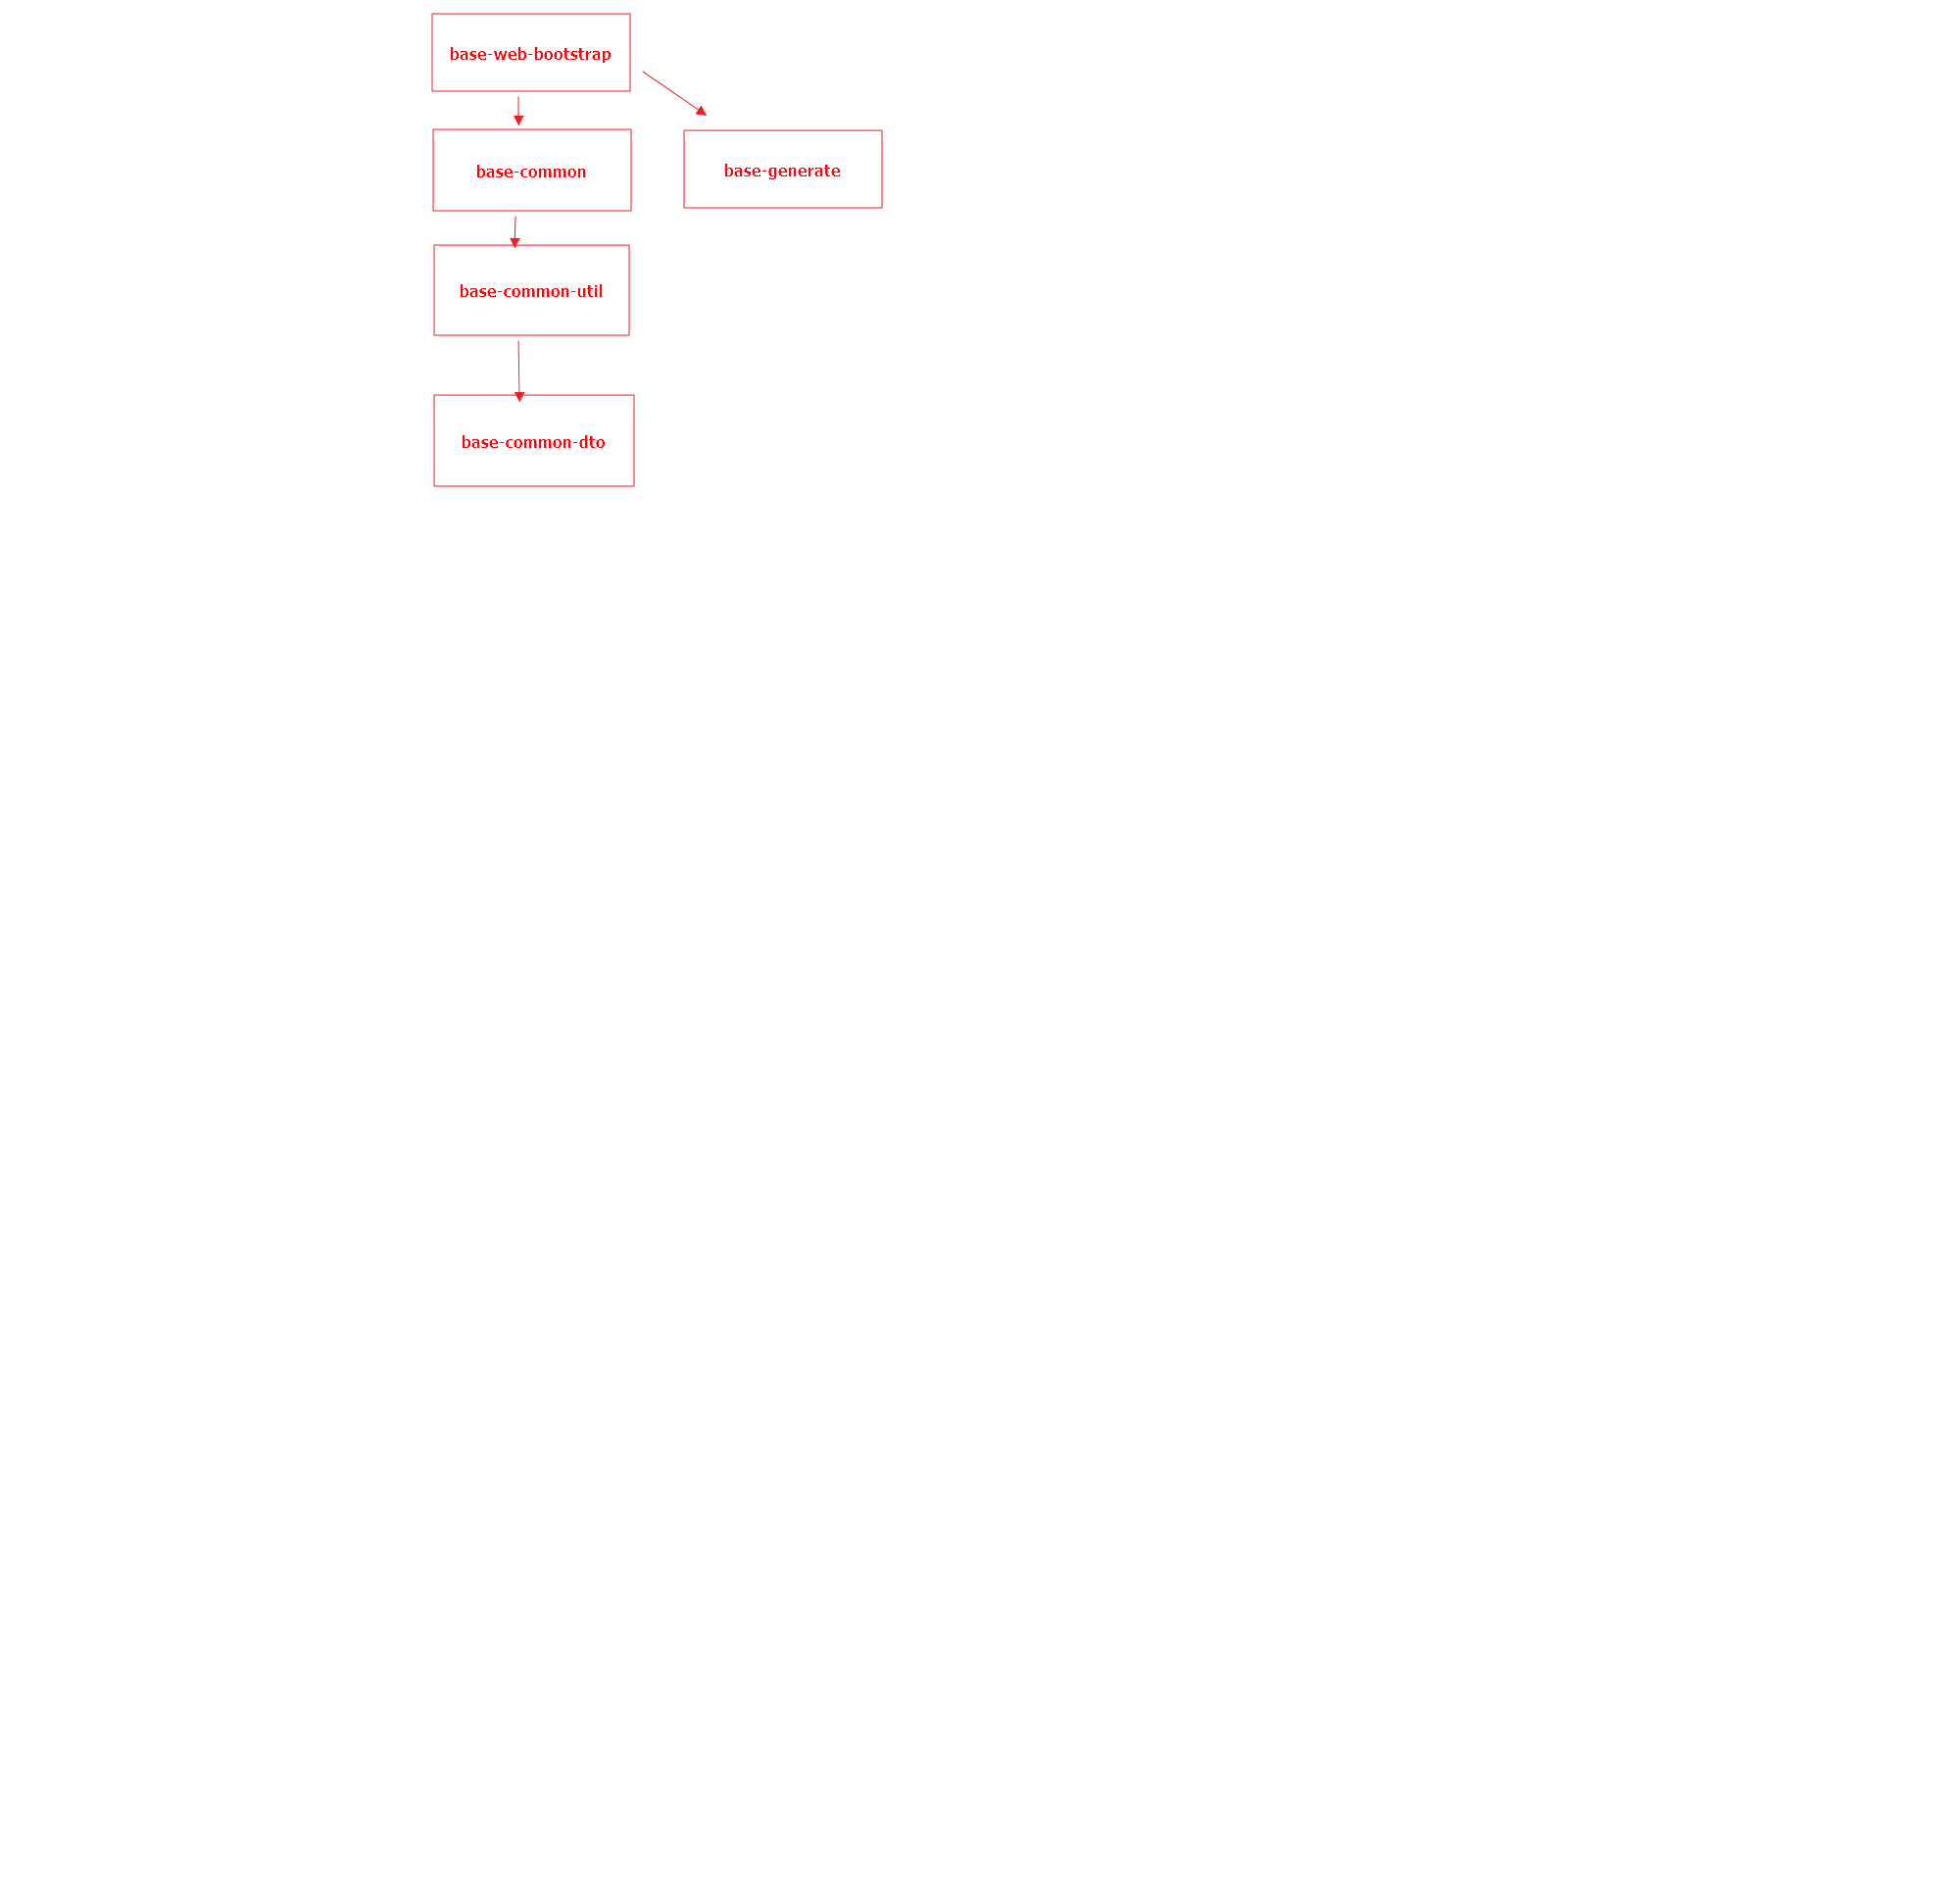 base-web-bootstrap
base-common
base-generate
base-common-util
base-common-dto